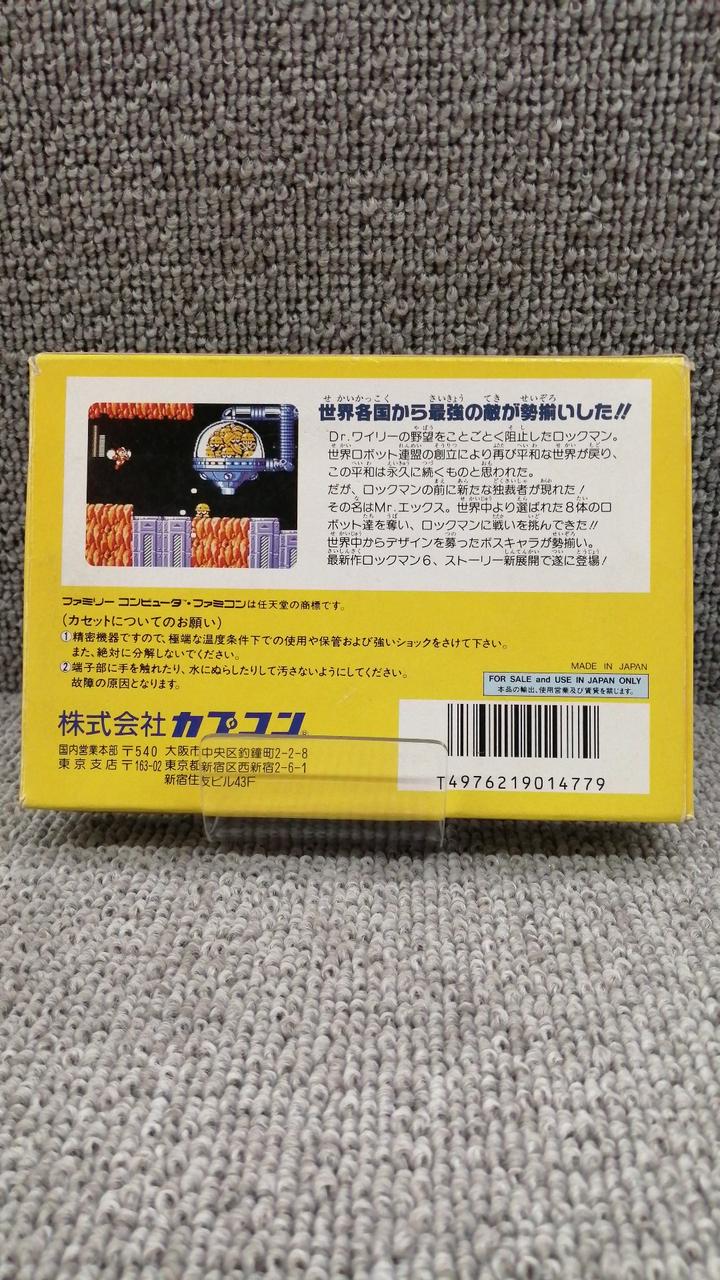 世界各国から最強の敵が勢揃いした!!
Dr.ワイリーの野望をことごとく阻止したロックマン。
世界ロボット連盟の創立により再び平和な世界が戻り、
この平和は永久に続くものと思われた。
だが、ロックマンの前に新たな独裁者が現れた!
その名はMr.エックス。世界中より選ばれた8体のロ
ボット達を奪い、ロックマンに戦いを挑んできた!!
世界中からデザインを募ったボスキャラが勢揃い。
最新作ロックマン6、ストーリー新展開で遂に登場!
ファミリーコンピュータ™・ファミコンは任天堂の商標です。
(カセットについてのお願い)
①精密機器ですので、極端な温度条件下での使用や保管および強いショックをさけて下さい。
また、絶対に分解しないでください。
②端子部に手を触れたり、水にぬらしたりして汚さないようにしてください。
故障の原因となります。
MADE IN JAPAN
FOR SALE and USE IN JAPAN ONLY
本品の輸出、使用営業及び賃貸を禁じます。
株式会社カプコン®
国内営業本部 〒540 大阪市中央区釣鐘町2-2-8
東京支店 〒163-02 東京都新宿区西新宿2-6-1
新宿住友ビル43F
T4976219014779